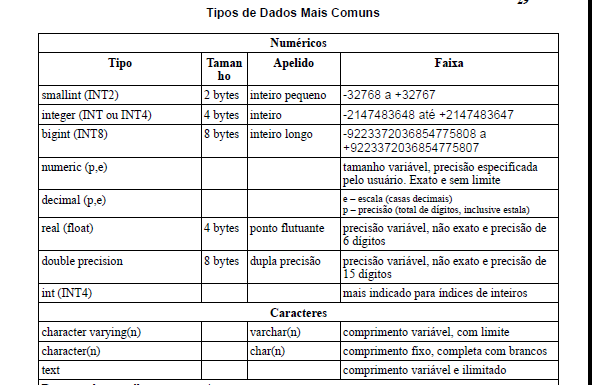 29
Tipos de Dados Mais Comuns
Numéricos
Tipo Taman Apelido Faixa
ho
smallint (INT2) 2 bytes inteiro pequeno -32768 a +32767
integer (INT ou INT4) 4 bytes inteiro -2147483648 até +2147483647
bigint (INT8) 8 bytes inteiro longo -9223372036854775808 a
+9223372036854775807
numeric (p,e) tamanho variável, precisão especificada
pelo usuário. Exato e sem limite
decimal (p,e) e – escala (casas decimais)
p – precisão (total de dígitos, inclusive estala)
real (float) 4 bytes ponto flutuante precisão variável, não exato e precisão de
6 dígitos
double precision 8 bytes dupla precisão precisão variável, não exato e precisão de
15 dígitos
int (INT4) mais indicado para índices de inteiros
Caracteres
character varying(n) varchar(n) comprimento variável, com limite
character(n) char(n) comprimento fixo, completa com brancos
text comprimento variável e ilimitado